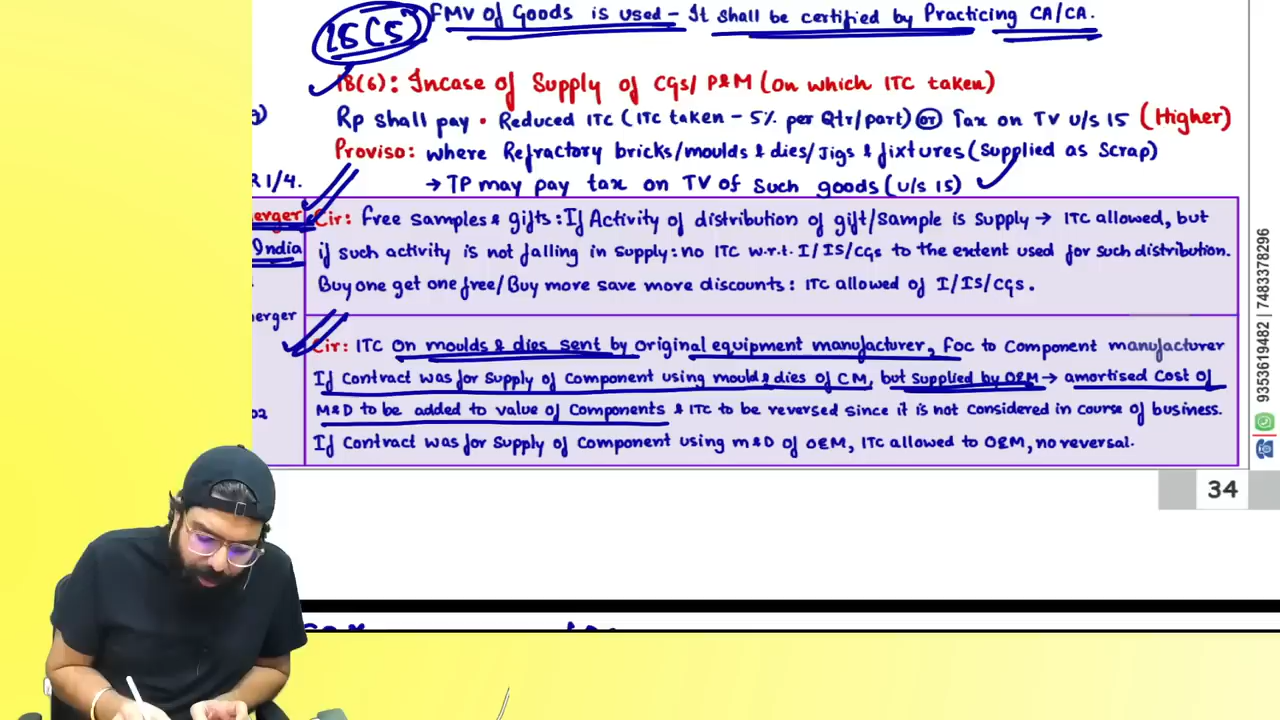 18(5) FMV of Goods is used - It shall be certified by Practicing CA/CA.
18(6): Incase of Supply of CGs/ P&M (on which ITC taken)
Rp shall pay • Reduced ITC (ITC taken - 5% per Qtr/part) or Tax on TV u/s 15 (Higher)
Proviso: where Refractory bricks/moulds & dies/Jigs & fixtures (Supplied as Scrap)
R 1/4.
→ TP may pay tax on TV of Such goods (u/s 15)
erger
India
erger
02
Cir: Free samples & gifts: If Activity of distribution of gift/sample is supply → ITC allowed, but
if such activity is not falling in supply: no ITC w.r.t. I/IS/CGs to the extent used for such distribution.
Buy one get one free/Buy more save more discounts: ITC allowed of I/IS/CGs.
Cir: ITC on moulds & dies sent by original equipment manufacturer, FOC to Component manufacturer
If Contract was for Supply of Component using mould & dies of CM, but supplied by OEM → amortised Cost of
M&D to be added to value of Components & ITC to be reversed since it is not considered in course of business.
If Contract was for Supply of Component using M&D of OEM, ITC allowed to OEM, no reversal.
34
9353619482 | 7483378296